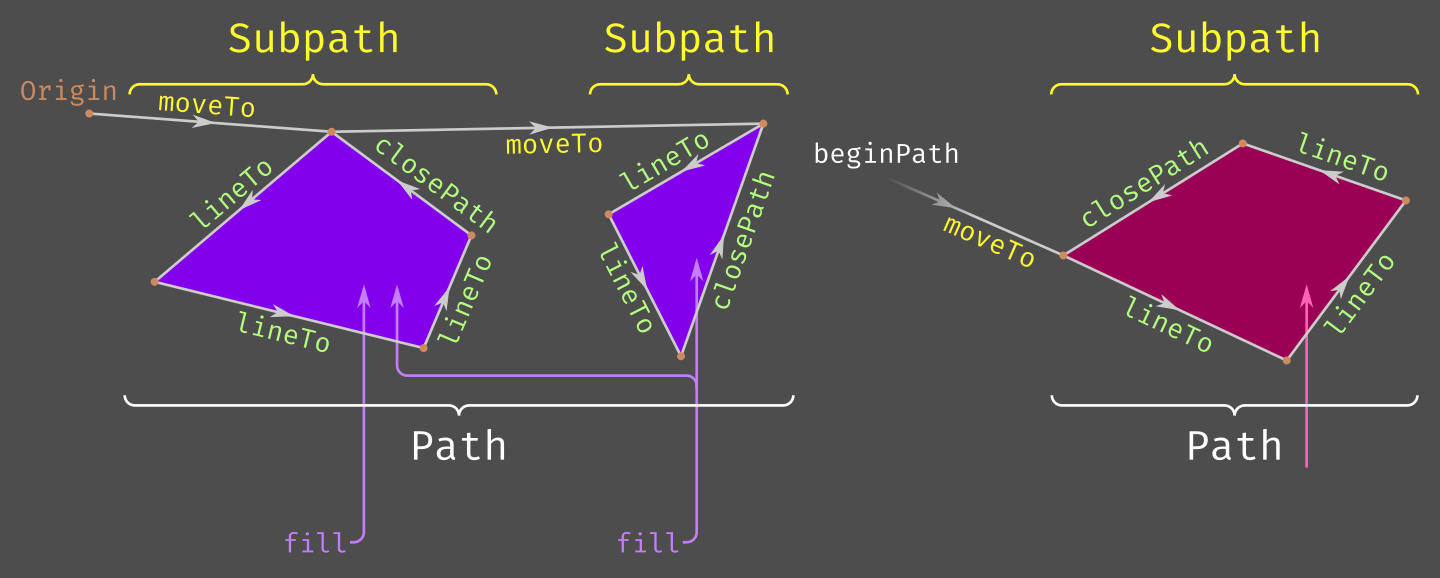 Subpath
Subpath
Subpath
Origin
moveTo
moveTo
lineTo
closePath
lineTo
lineTo
lineTo
lineTo
closePath
beginPath
moveTo
closePath
lineTo
lineTo
lineTo
Path
Path
fill
fill